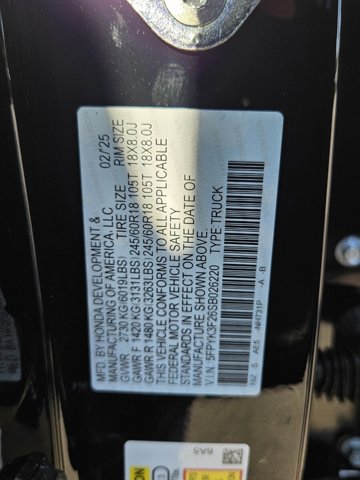 MFD. BY HONDA DEVELOPMENT & 02/'25
MANUFACTURING OF AMERICA, LLC.
GVWR 2730 KG(6019LBS) TIRE SIZE RIM SIZE
GAWR F 1420 KG(3131LBS) 245/60R18 105T 18X8.0J
GAWR R 1480 KG(3263LBS) 245/60R18 105T 18X8.0J
THIS VEHICLE CONFORMS TO ALL APPLICABLE
FEDERAL MOTOR VEHICLE SAFETY
STANDARDS IN EFFECT ON THE DATE OF
MANUFACTURE SHOWN ABOVE.
V.I.N. 5FPYK3F26SB026220 TYPE:TRUCK
T6Z - S AE5 -NH731P -A -B
6A5